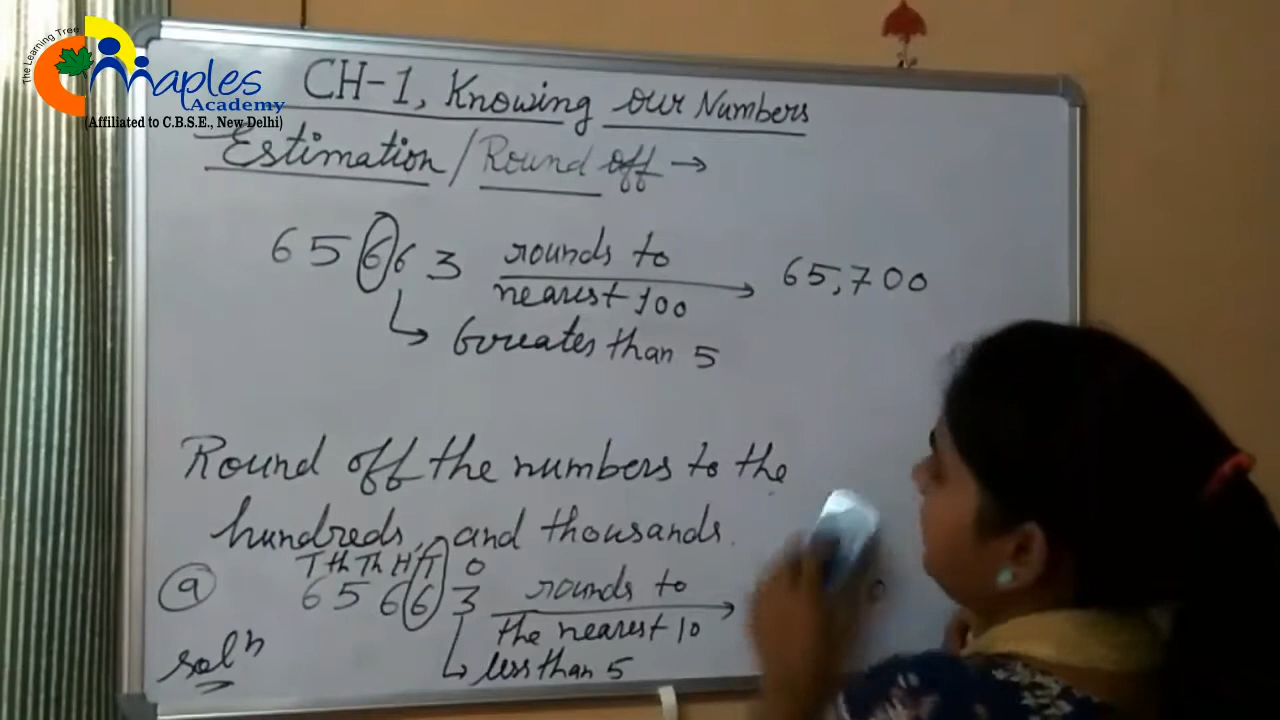 The Learning Tree
maples
Academy
(Affiliated to C.B.S.E., New Delhi)
CH-1, Knowing our Numbers
Estimation / Round off →
6 5 6 6 3 rounds to nearest 100 → 65,700
↳ Greater than 5
Round off the numbers to the
hundreds, and thousands.
T Th Th H T O
(a) 6 5 6 6 3 rounds to the nearest 10 → 0
↳ less than 5
Solⁿ